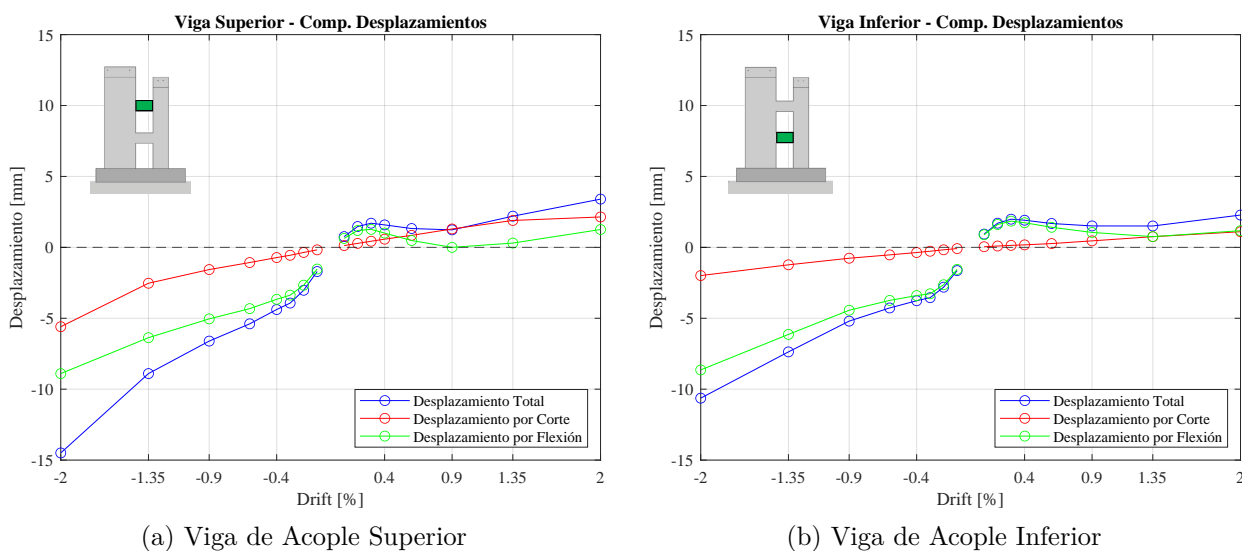 Viga Superior - Comp. Desplazamientos
15
10
5
0
-5
-10
-15
Desplazamiento [mm]
-2 -1.35 -0.9 -0.4 0.4 0.9 1.35 2
Drift [%]
Desplazamiento Total
Desplazamiento por Corte
Desplazamiento por Flexión
(a) Viga de Acople Superior
Viga Inferior - Comp. Desplazamientos
15
10
5
0
-5
-10
-15
Desplazamiento [mm]
-2 -1.35 -0.9 -0.4 0.4 0.9 1.35 2
Drift [%]
Desplazamiento Total
Desplazamiento por Corte
Desplazamiento por Flexión
(b) Viga de Acople Inferior